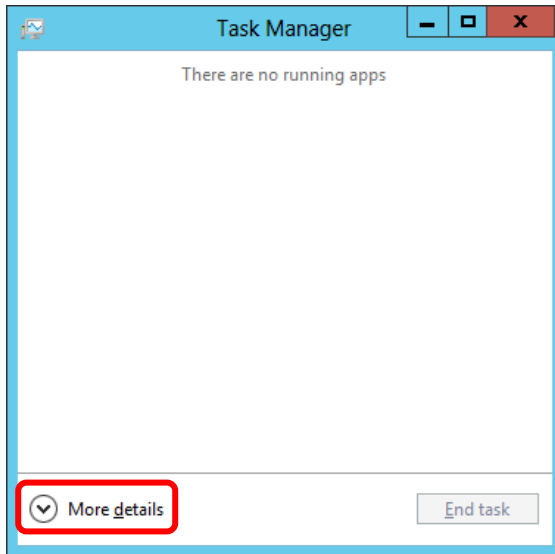 Task Manager
There are no running apps
More details
End task